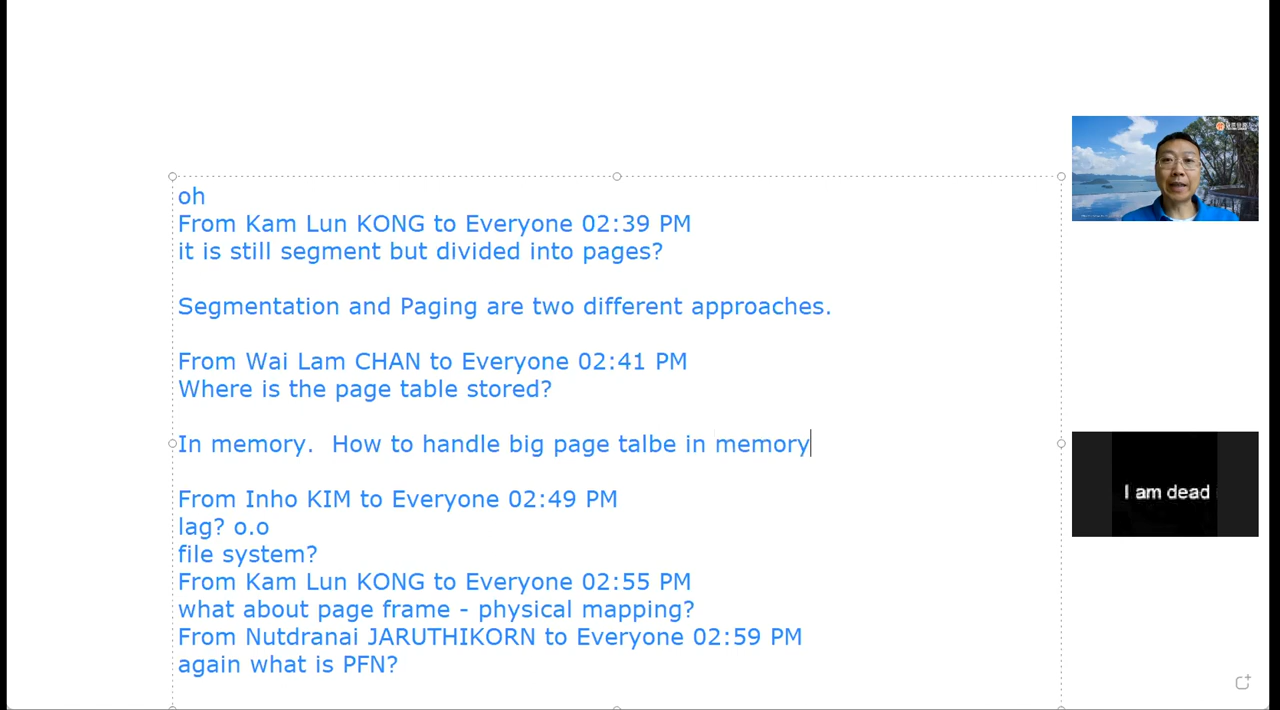 oh
From Kam Lun KONG to Everyone 02:39 PM
it is still segment but divided into pages?
Segmentation and Paging are two different approaches.
From Wai Lam CHAN to Everyone 02:41 PM
Where is the page table stored?
In memory.  How to handle big page talbe in memory
From Inho KIM to Everyone 02:49 PM
lag? o.o
file system?
From Kam Lun KONG to Everyone 02:55 PM
what about page frame - physical mapping?
From Nutdranai JARUTHIKORN to Everyone 02:59 PM
again what is PFN?
I am dead